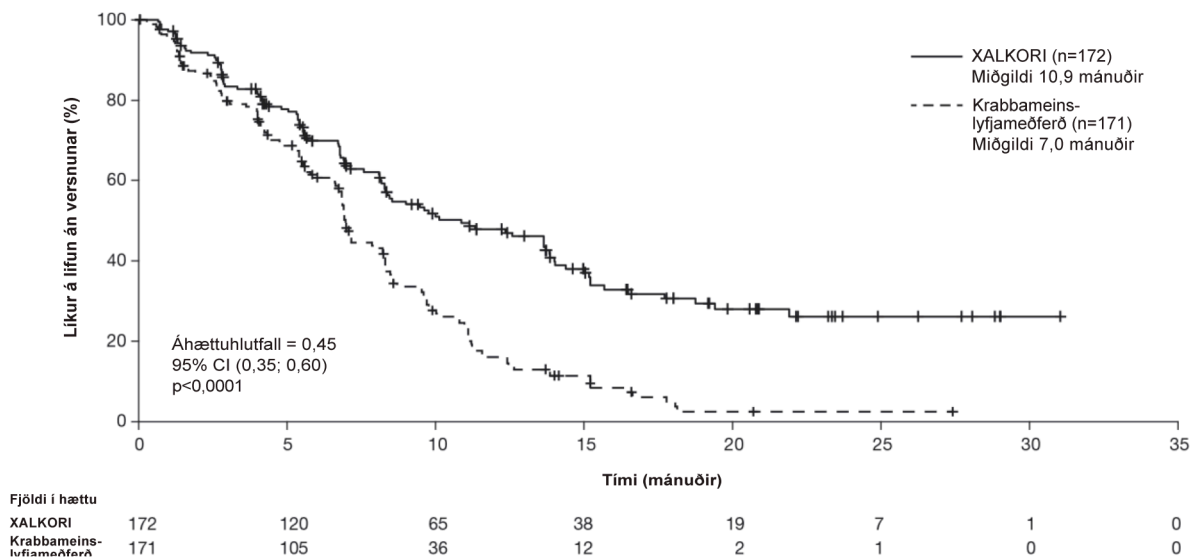 100
80
60
40
20
0
Líkur á lifun án versnunar (%)
XALKORI (n=172)
Miðgildi 10,9 mánuðir
Krabbameins-
lyfjameðferð (n=171)
Miðgildi 7,0 mánuðir
Áhættuhlutfall = 0,45
95% CI (0,35; 0,60)
p<0,0001
0 5 10 15 20 25 30 35
Tími (mánuðir)
Fjöldi í hættu
XALKORI 172 120 65 38 19 7 1 0
Krabbameins-
lyfjameðferð 171 105 36 12 2 1 0 0